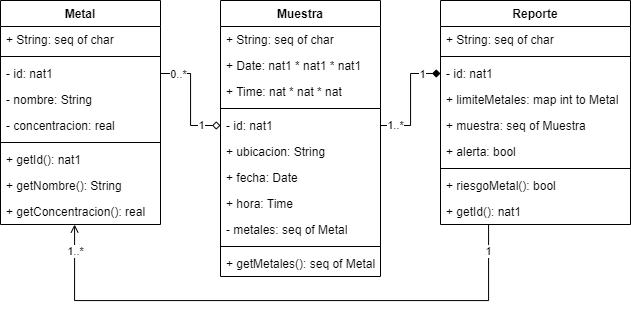 Metal
+ String: seq of char
- id: nat1
- nombre: String
- concentracion: real
+ getId(): nat1
+ getNombre(): String
+ getConcentracion(): real
Muestra
+ String: seq of char
+ Date: nat1 * nat1 * nat1
+ Time: nat * nat * nat
- id: nat1
+ ubicacion: String
+ fecha: Date
+ hora: Time
- metales: seq of Metal
+ getMetales(): seq of Metal
Reporte
+ String: seq of char
- id: nat1
+ limiteMetales: map int to Metal
+ muestra: seq of Muestra
+ alerta: bool
+ riesgoMetal(): bool
+ getId(): nat1
0..*
1
1
1..*
1..*
1